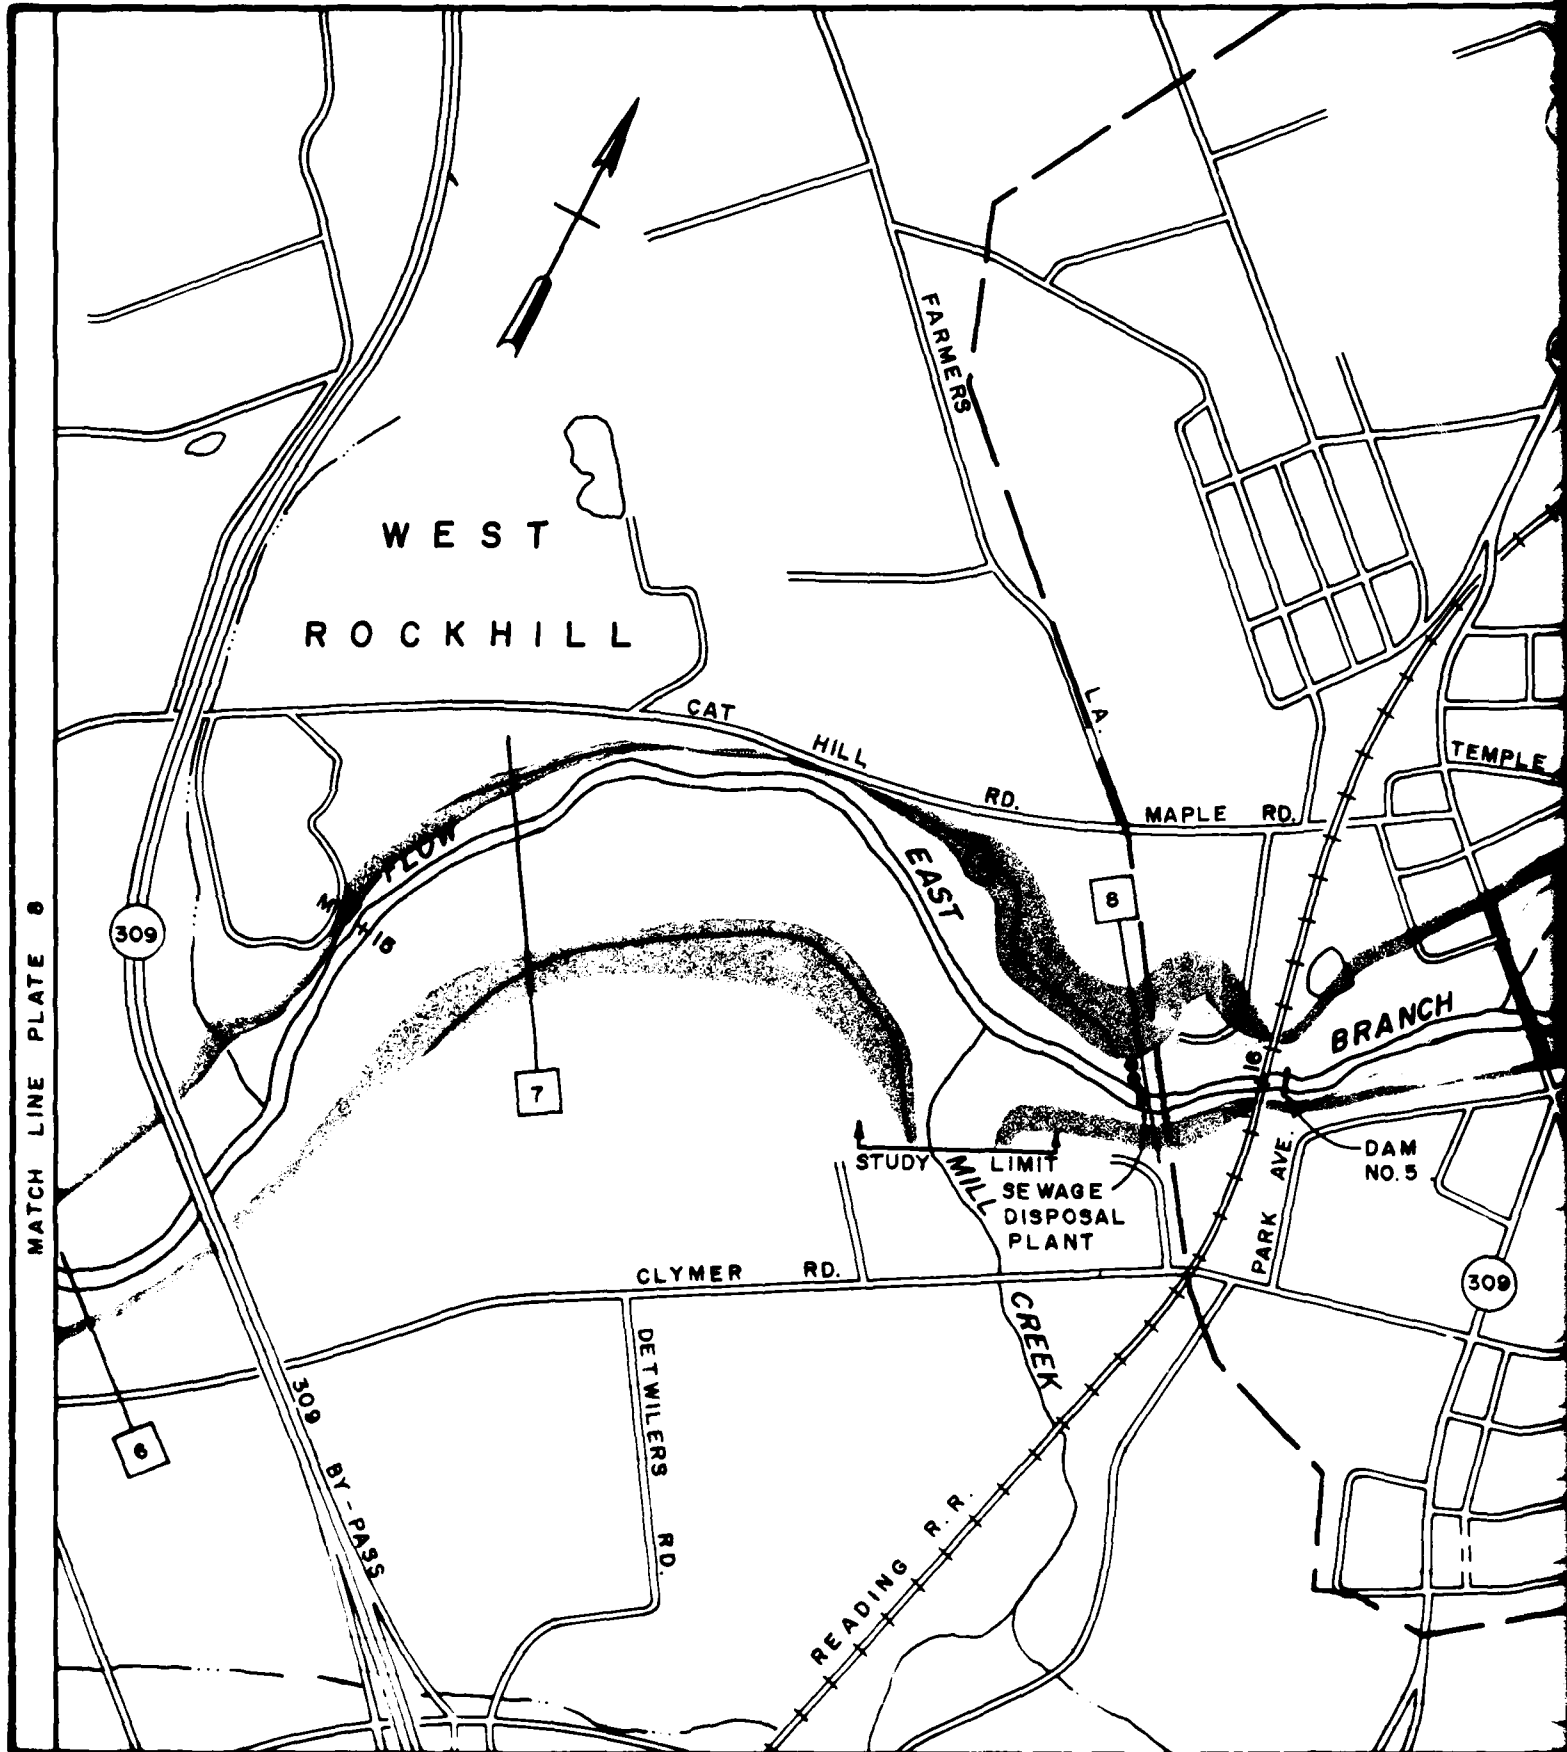 FARMERS
LA.
WEST
ROCKHILL
CAT HILL RD.
MAPLE RD.
TEMPLE
FLOW
M
15
EAST
8
309
MATCH LINE PLATE 8
BRANCH
16
7
DAM
NO. 5
STUDY LIMIT
MILL CREEK
SEWAGE
DISPOSAL
PLANT
PARK AVE.
CLYMER RD.
309
DETWILERS RD.
309 BY-PASS
6
READING R.R.